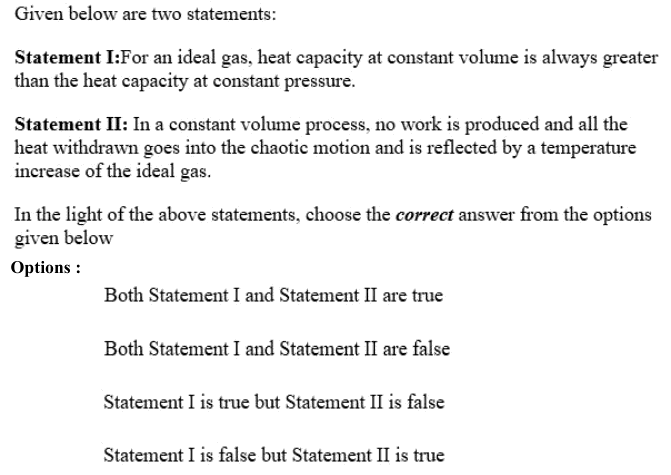 Given below are two statements:
Statement I:For an ideal gas, heat capacity at constant volume is always greater
than the heat capacity at constant pressure.
Statement II: In a constant volume process, no work is produced and all the
heat withdrawn goes into the chaotic motion and is reflected by a temperature
increase of the ideal gas.
In the light of the above statements, choose the correct answer from the options
given below
Options :
Both Statement I and Statement II are true
Both Statement I and Statement II are false
Statement I is true but Statement II is false
Statement I is false but Statement II is true